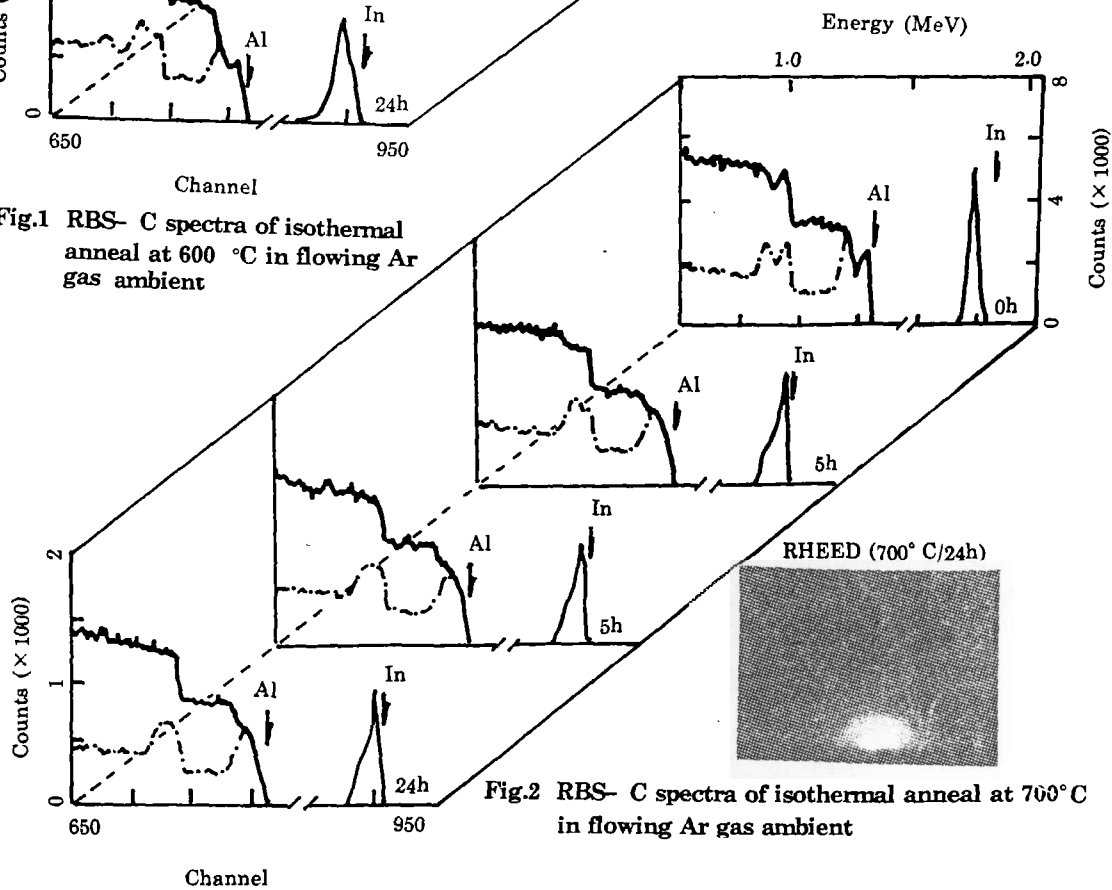 Counts (
Al
In
24h
0
650
950
Channel
Fig.1 RBS– C spectra of isothermal
anneal at 600 °C in flowing Ar
gas ambient
Energy (MeV)
1.0 2.0
8
In
Al
4
Counts (× 1000)
0h
0
In
Al
5h
In
Al
5h
RHEED (700° C/24h)
2
In
Al
1
Counts (× 1000)
24h
0
650
950
Channel
Fig.2 RBS– C spectra of isothermal anneal at 700°C
in flowing Ar gas ambient